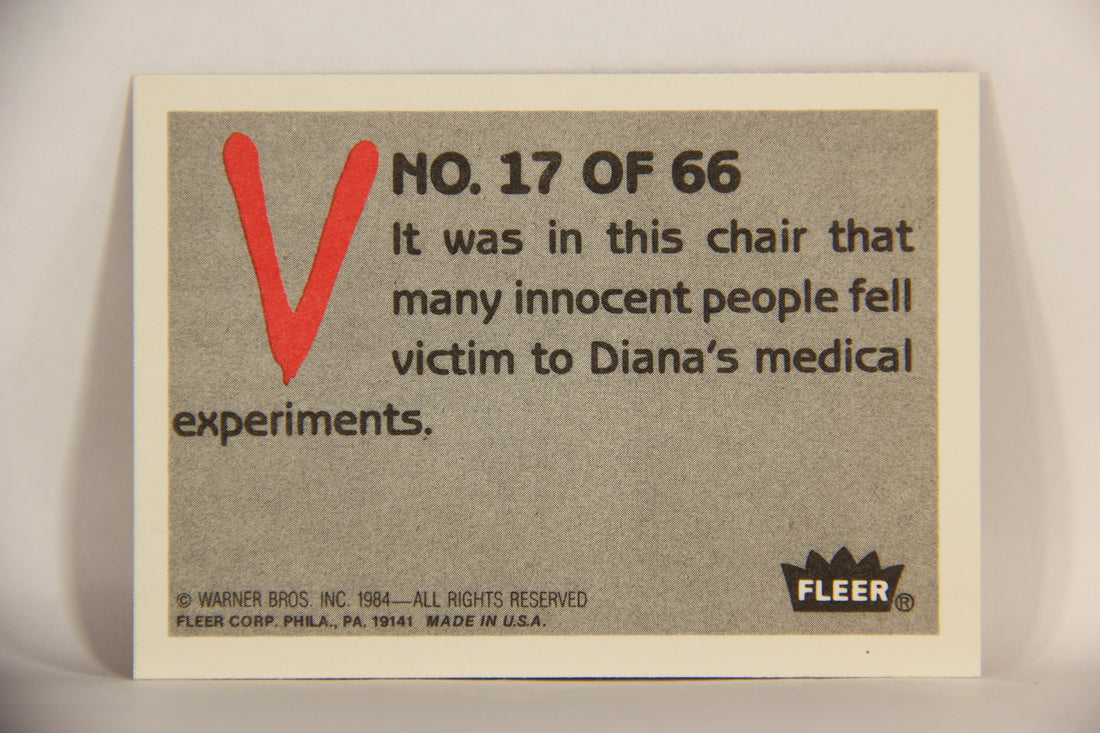 V
NO. 17 OF 66
It was in this chair that
many innocent people fell
victim to Diana's medical
experiments.
© WARNER BROS. INC. 1984—ALL RIGHTS RESERVED
FLEER CORP. PHILA., PA. 19141 MADE IN U.S.A.
FLEER®